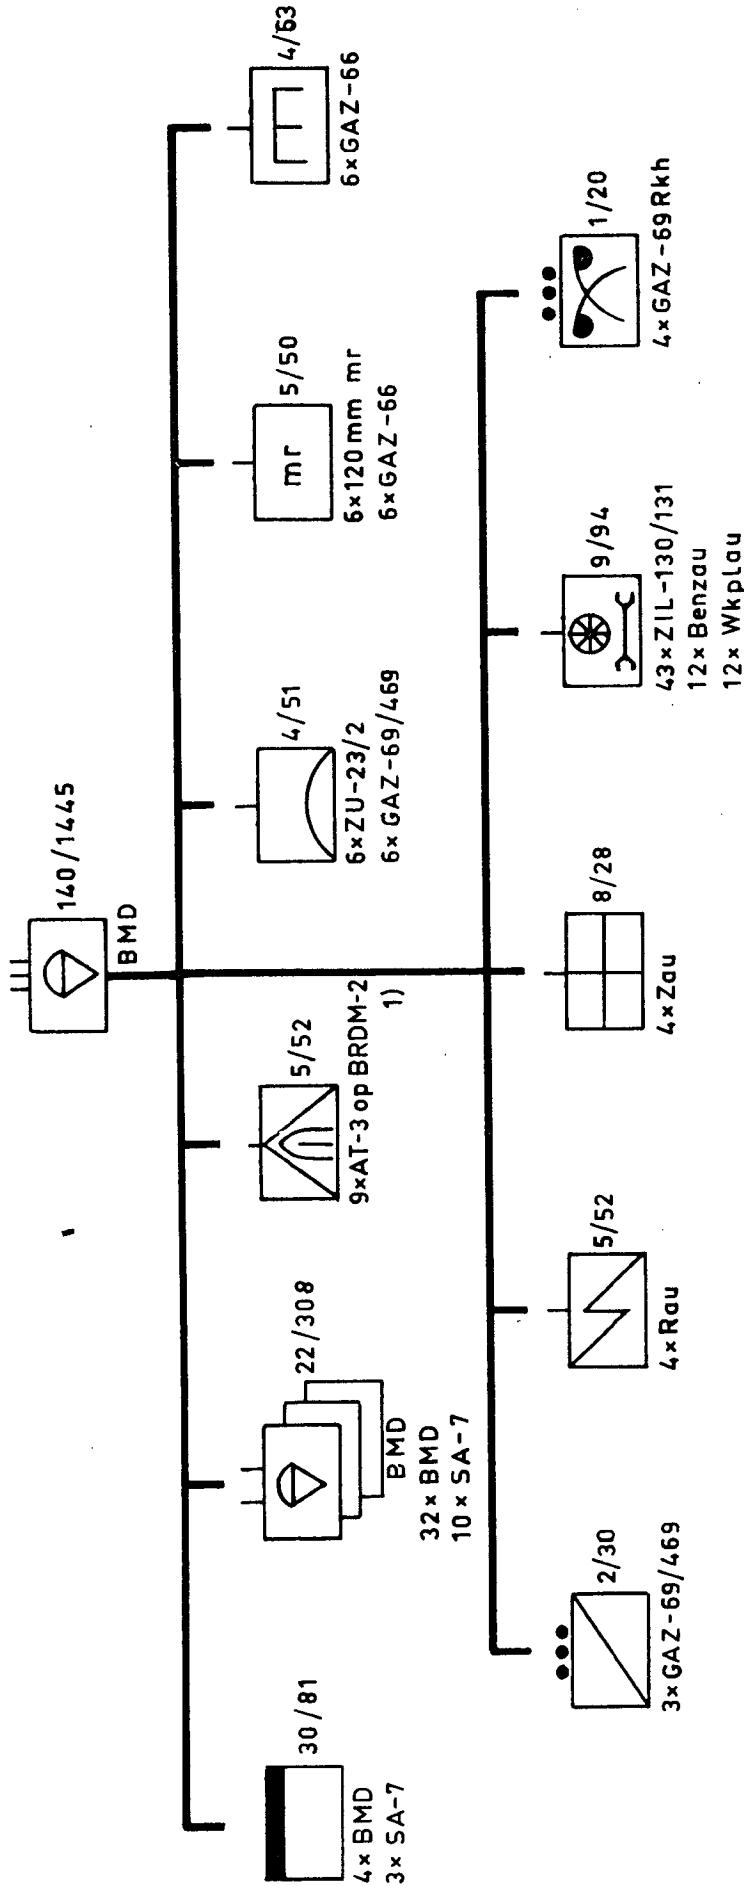 140/1445
BMD
30/81
4×BMD
3×SA-7
22/308
BMD
32×BMD
10×SA-7
5/52
9×AT-3 op BRDM-2
1)
4/51
6×ZU-23/2
6×GAZ-69/469
mr
5/50
6×120mm mr
6×GAZ-66
4/63
6×GAZ-66
2/30
3×GAZ-69/469
5/52
4×Rau
8/28
4×Zau
9/94
43×ZIL-130/131
12×Benzau
12×Wkplau
1/20
4×GAZ-69Rkh